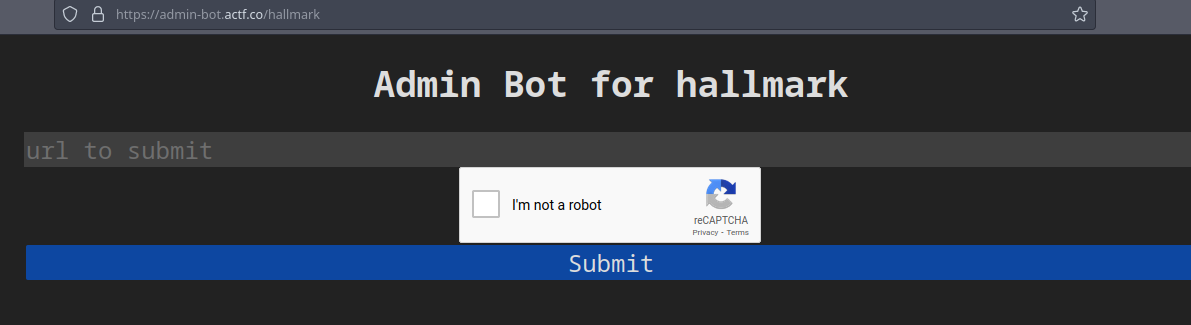 https://admin-bot.actf.co/hallmark
Admin Bot for hallmark
url to submit
I'm not a robot
reCAPTCHA
Privacy - Terms
Submit